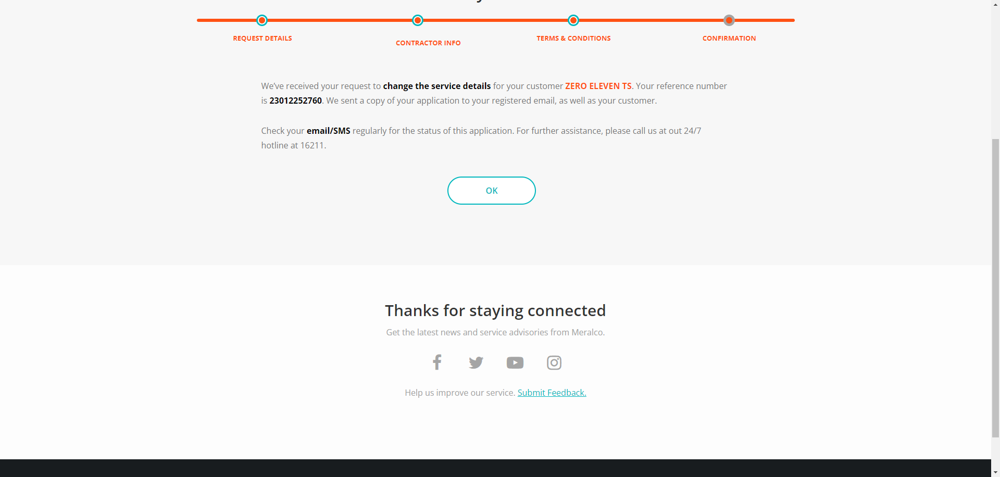 REQUEST DETAILS
CONTRACTOR INFO
TERMS & CONDITIONS
CONFIRMATION
We’ve received your request to change the service details for your customer ZERO ELEVEN TS. Your reference number
is 23012252760. We sent a copy of your application to your registered email, as well as your customer.
Check your email/SMS regularly for the status of this application. For further assistance, please call us at out 24/7
hotline at 16211.
OK
Thanks for staying connected
Get the latest news and service advisories from Meralco.
Help us improve our service. Submit Feedback.